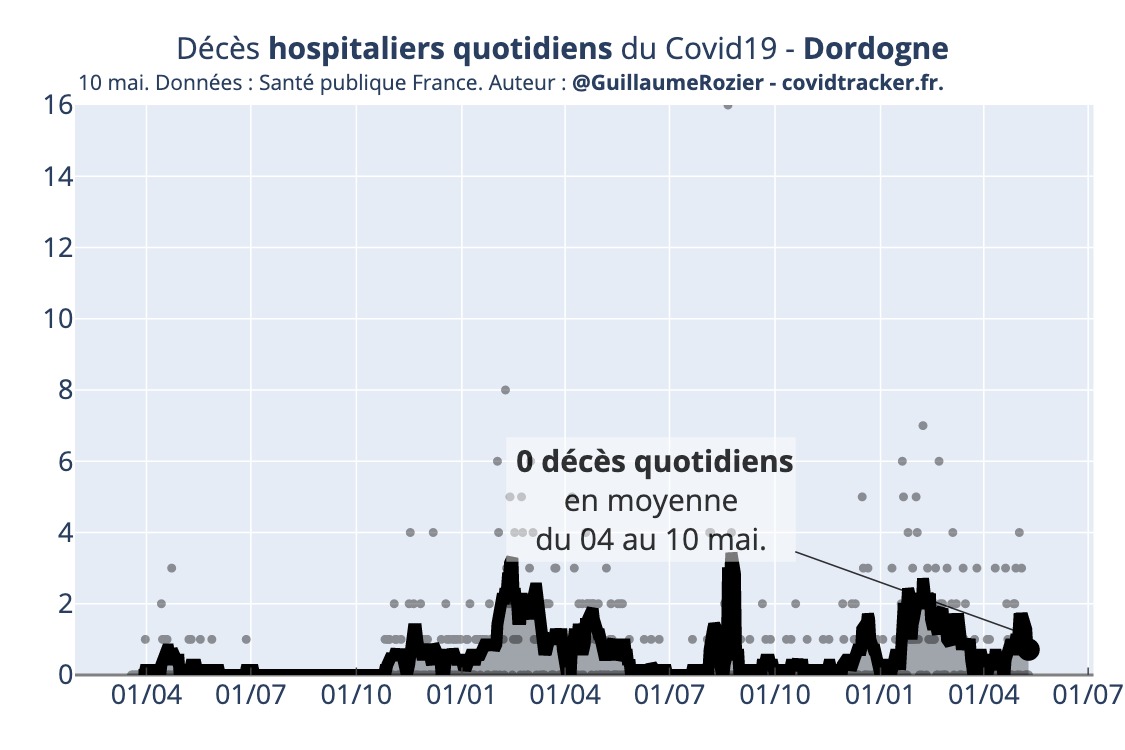 Décès hospitaliers quotidiens du Covid19 - Dordogne
10 mai. Données : Santé publique France. Auteur : @GuillaumeRozier - covidtracker.fr.
16
14
12
10
8
6
4
2
0
0 décès quotidiens
en moyenne
du 04 au 10 mai.
01/04 01/07 01/10 01/01 01/04 01/07 01/10 01/01 01/04 01/07